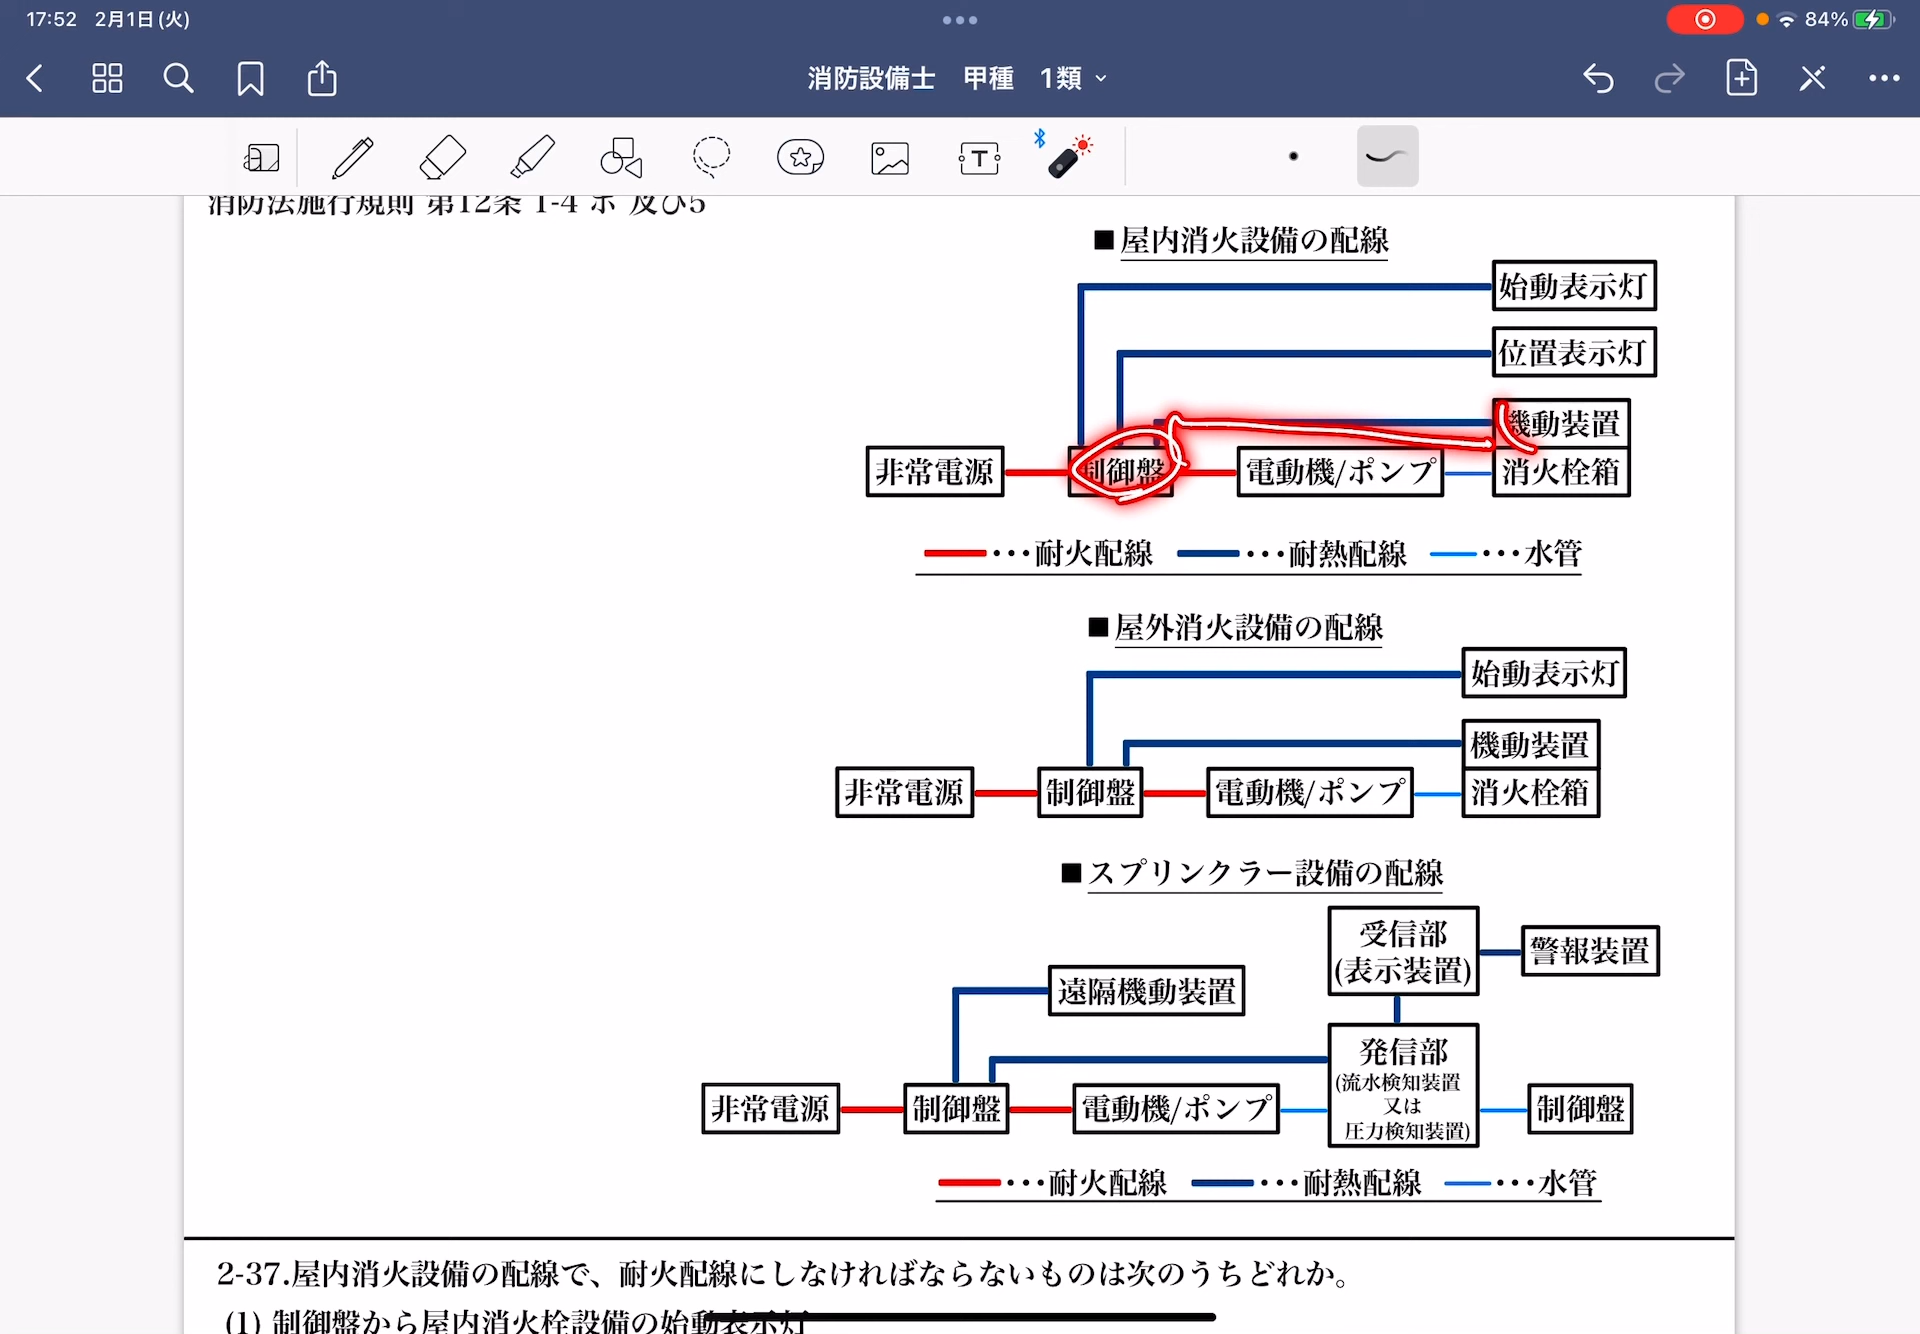 17:52 2月1日(火)
84%
消防設備士 甲種 1類
消防法施行規則 第12条 1-4 ホ 及び5
■屋内消火設備の配線
始動表示灯
位置表示灯
機動装置
非常電源 制御盤 電動機/ポンプ 消火栓箱
…耐火配線 …耐熱配線 …水管
■屋外消火設備の配線
始動表示灯
機動装置
非常電源 制御盤 電動機/ポンプ 消火栓箱
■スプリンクラー設備の配線
受信部
(表示装置)
警報装置
遠隔機動装置
発信部
(流水検知装置
又は
圧力検知装置)
非常電源 制御盤 電動機/ポンプ 制御盤
…耐火配線 …耐熱配線 …水管
2-37.屋内消火設備の配線で、耐火配線にしなければならないものは次のうちどれか。
(1) 制御盤から屋内消火栓設備の始動表示灯